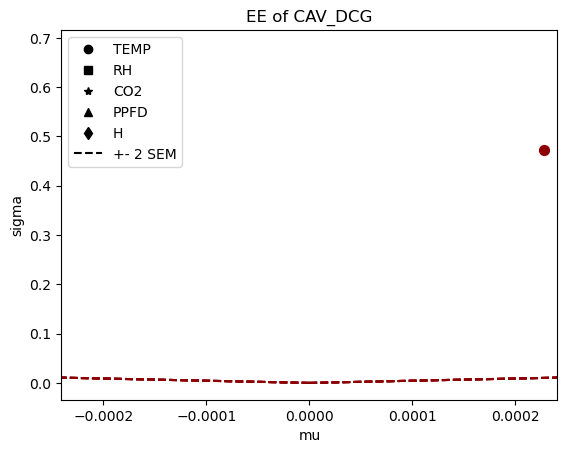 EE of CAV_DCG
0.7
0.6
0.5
0.4
0.3
0.2
0.1
0.0
sigma
TEMP
RH
CO2
PPFD
H
+- 2 SEM
−0.0002
−0.0001
0.0000
0.0001
0.0002
mu